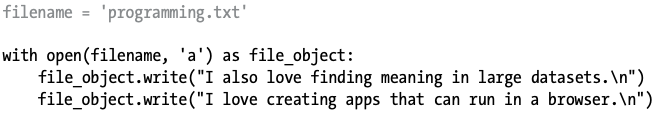 filename = 'programming.txt'
with open(filename, 'a') as file_object:
    file_object.write("I also love finding meaning in large datasets.\n")
    file_object.write("I love creating apps that can run in a browser.\n")